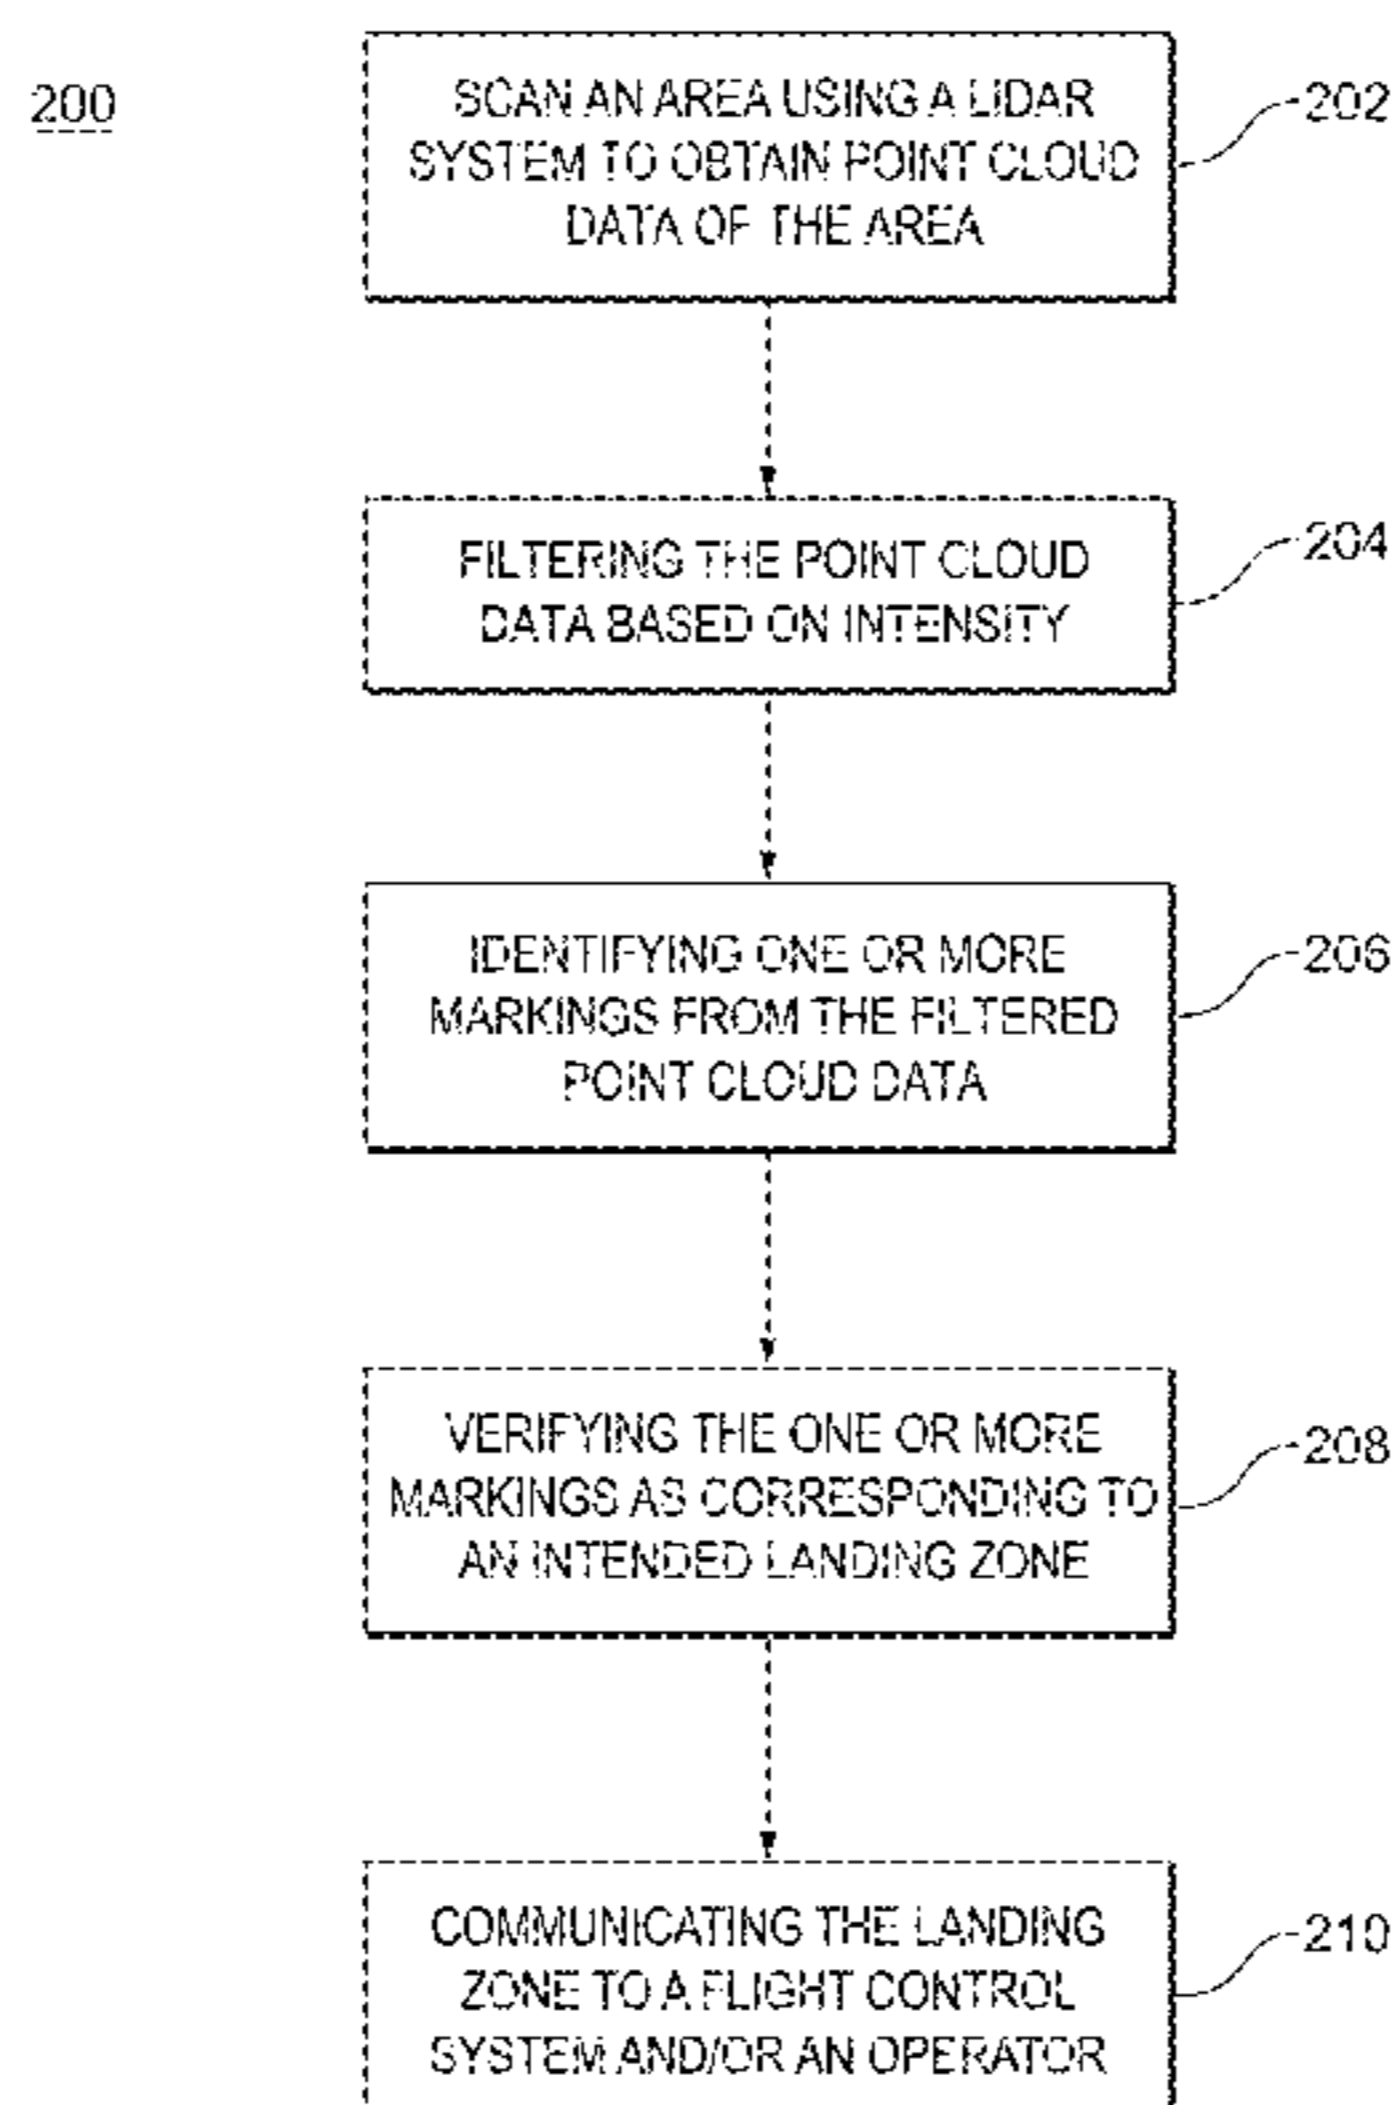 200
SCAN AN AREA USING A LIDAR
SYSTEM TO OBTAIN POINT CLOUD
DATA OF THE AREA
202
FILTERING THE POINT CLOUD
DATA BASED ON INTENSITY
204
IDENTIFYING ONE OR MORE
MARKINGS FROM THE FILTERED
POINT CLOUD DATA
206
VERIFYING THE ONE OR MORE
MARKINGS AS CORRESPONDING TO
AN INTENDED LANDING ZONE
208
COMMUNICATING THE LANDING
ZONE TO A FLIGHT CONTROL
SYSTEM AND/OR AN OPERATOR
210